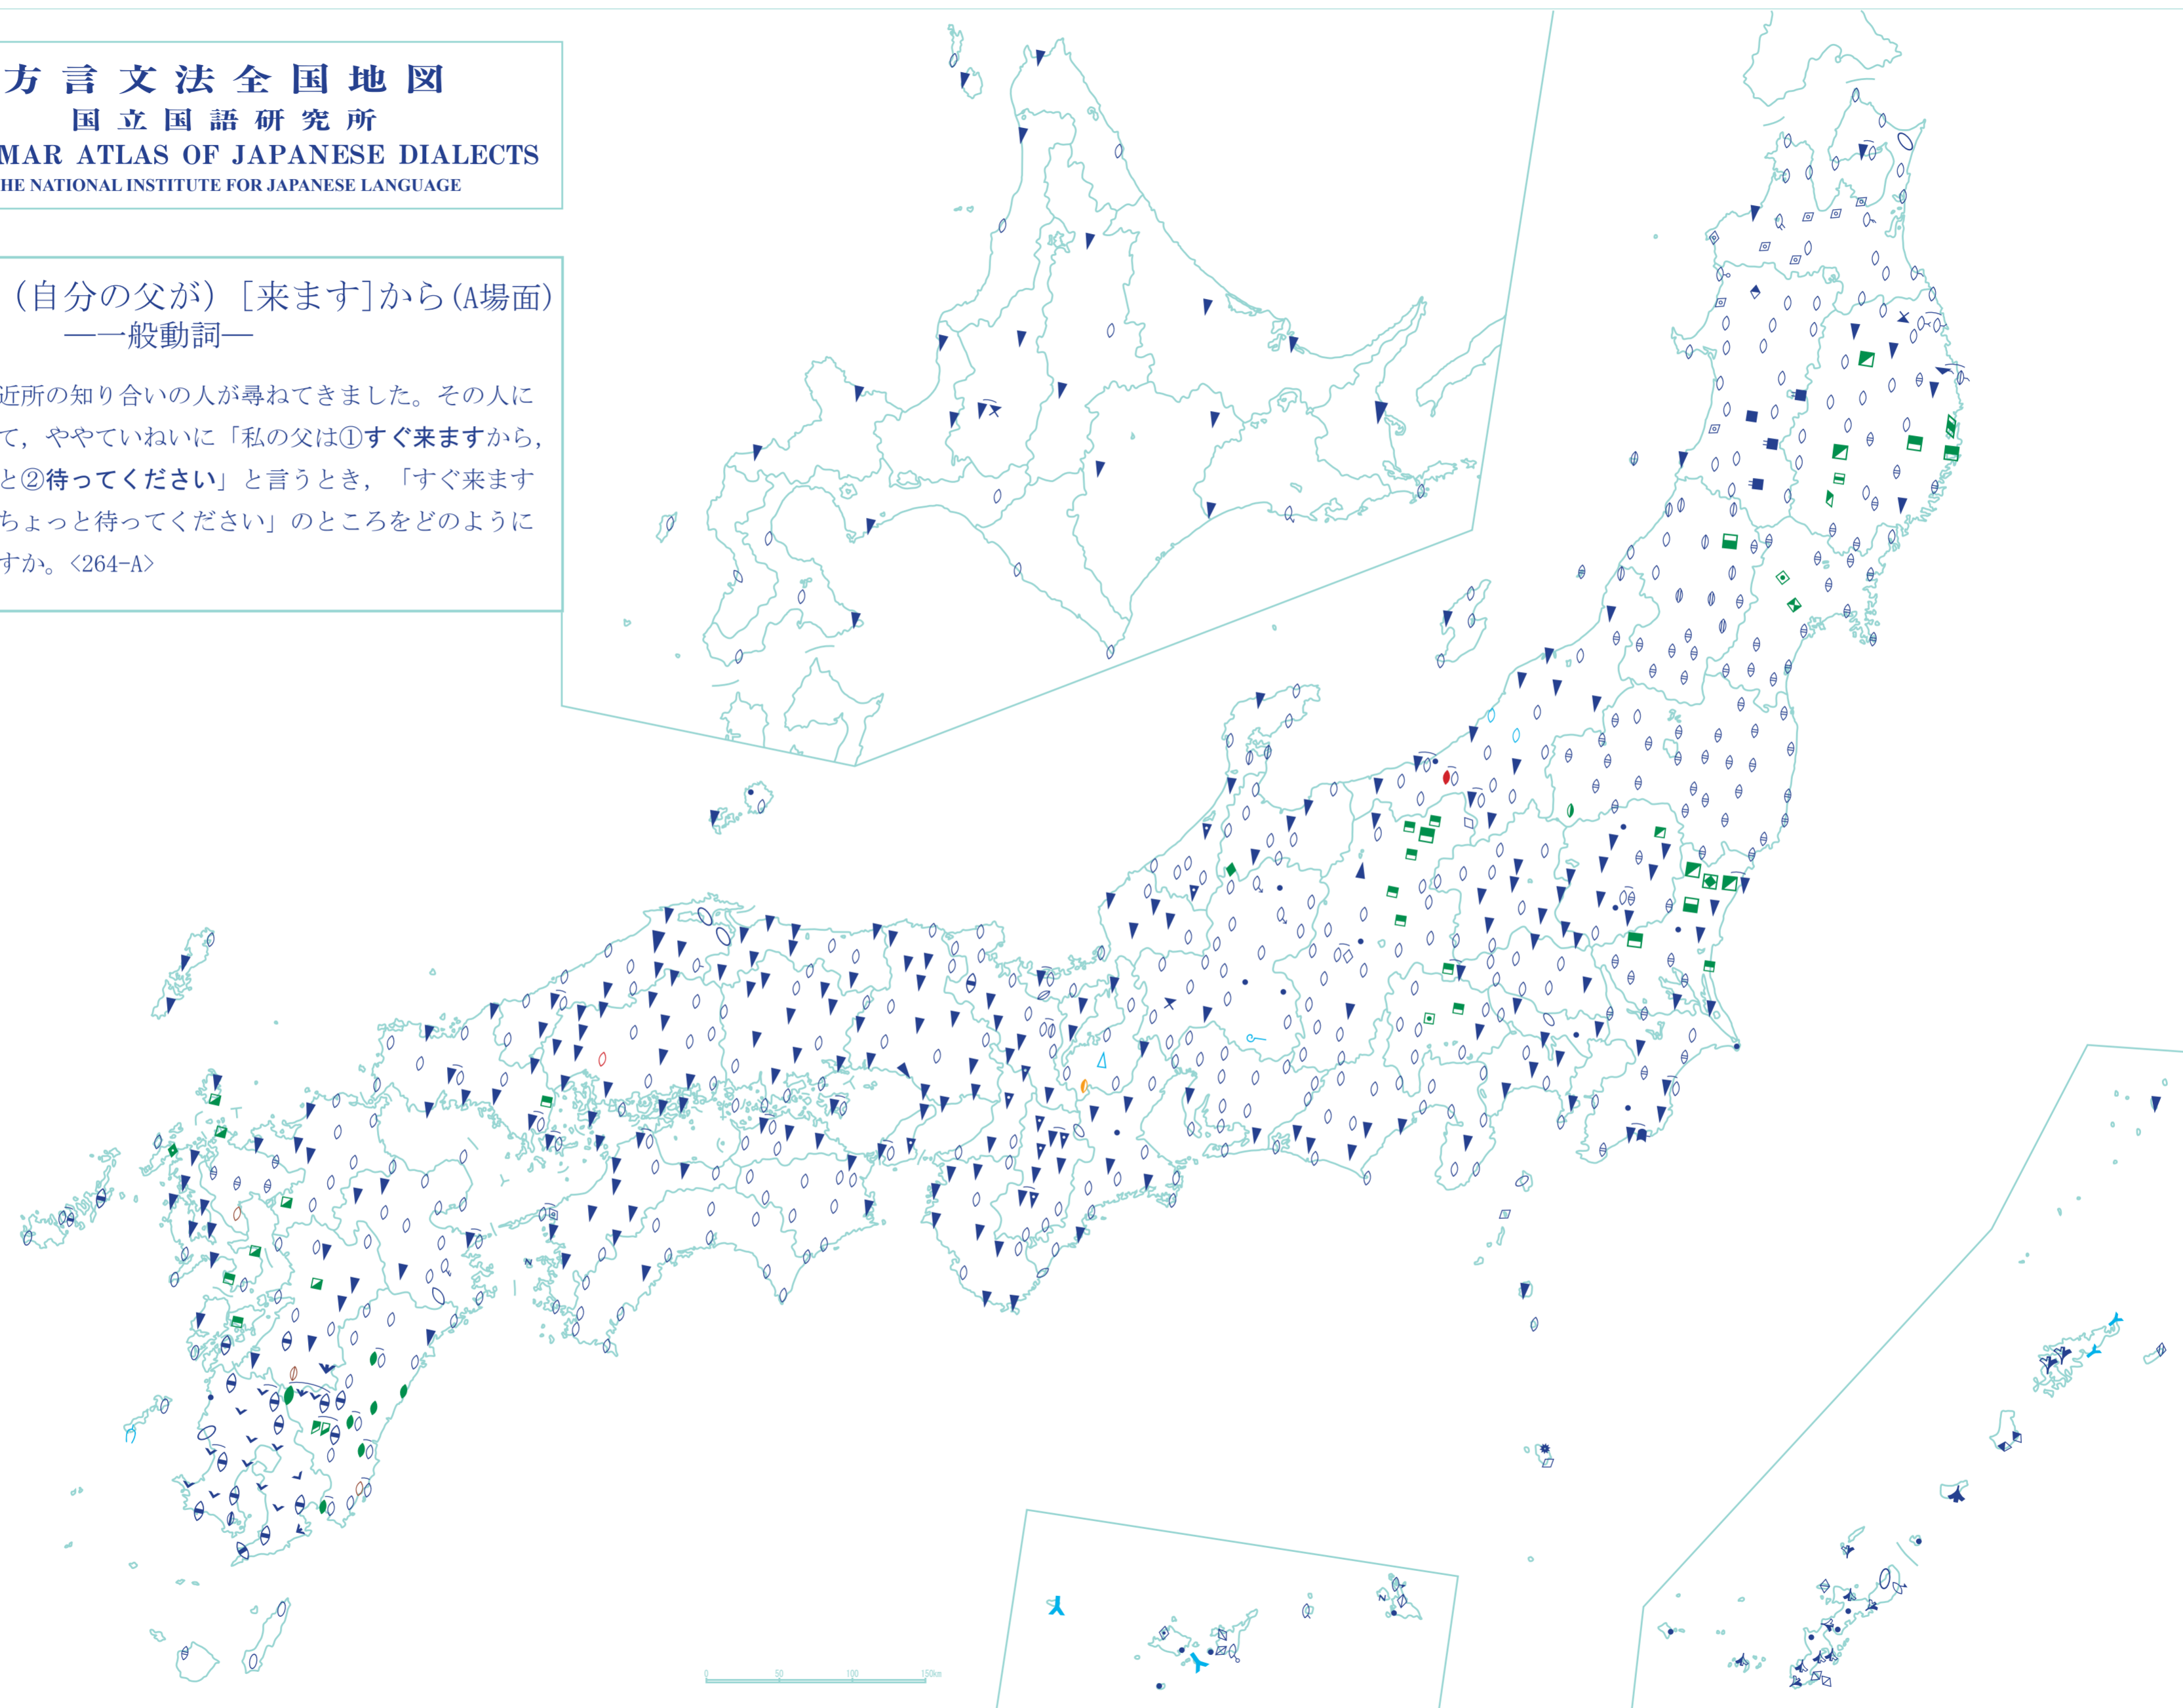 方言文法全国地図
国立国語研究所
MAR ATLAS OF JAPANESE DIALECTS
HE NATIONAL INSTITUTE FOR JAPANESE LANGUAGE
(自分の父が)[来ます]から(A場面)
―一般動詞―
近所の知り合いの人が尋ねてきました。その人に
て，ややていねいに「私の父は①すぐ来ますから，
と②待ってください」と言うとき，「すぐ来ます
ちょっと待ってください」のところをどのように
すか。<264-A>
0 50 100 150km